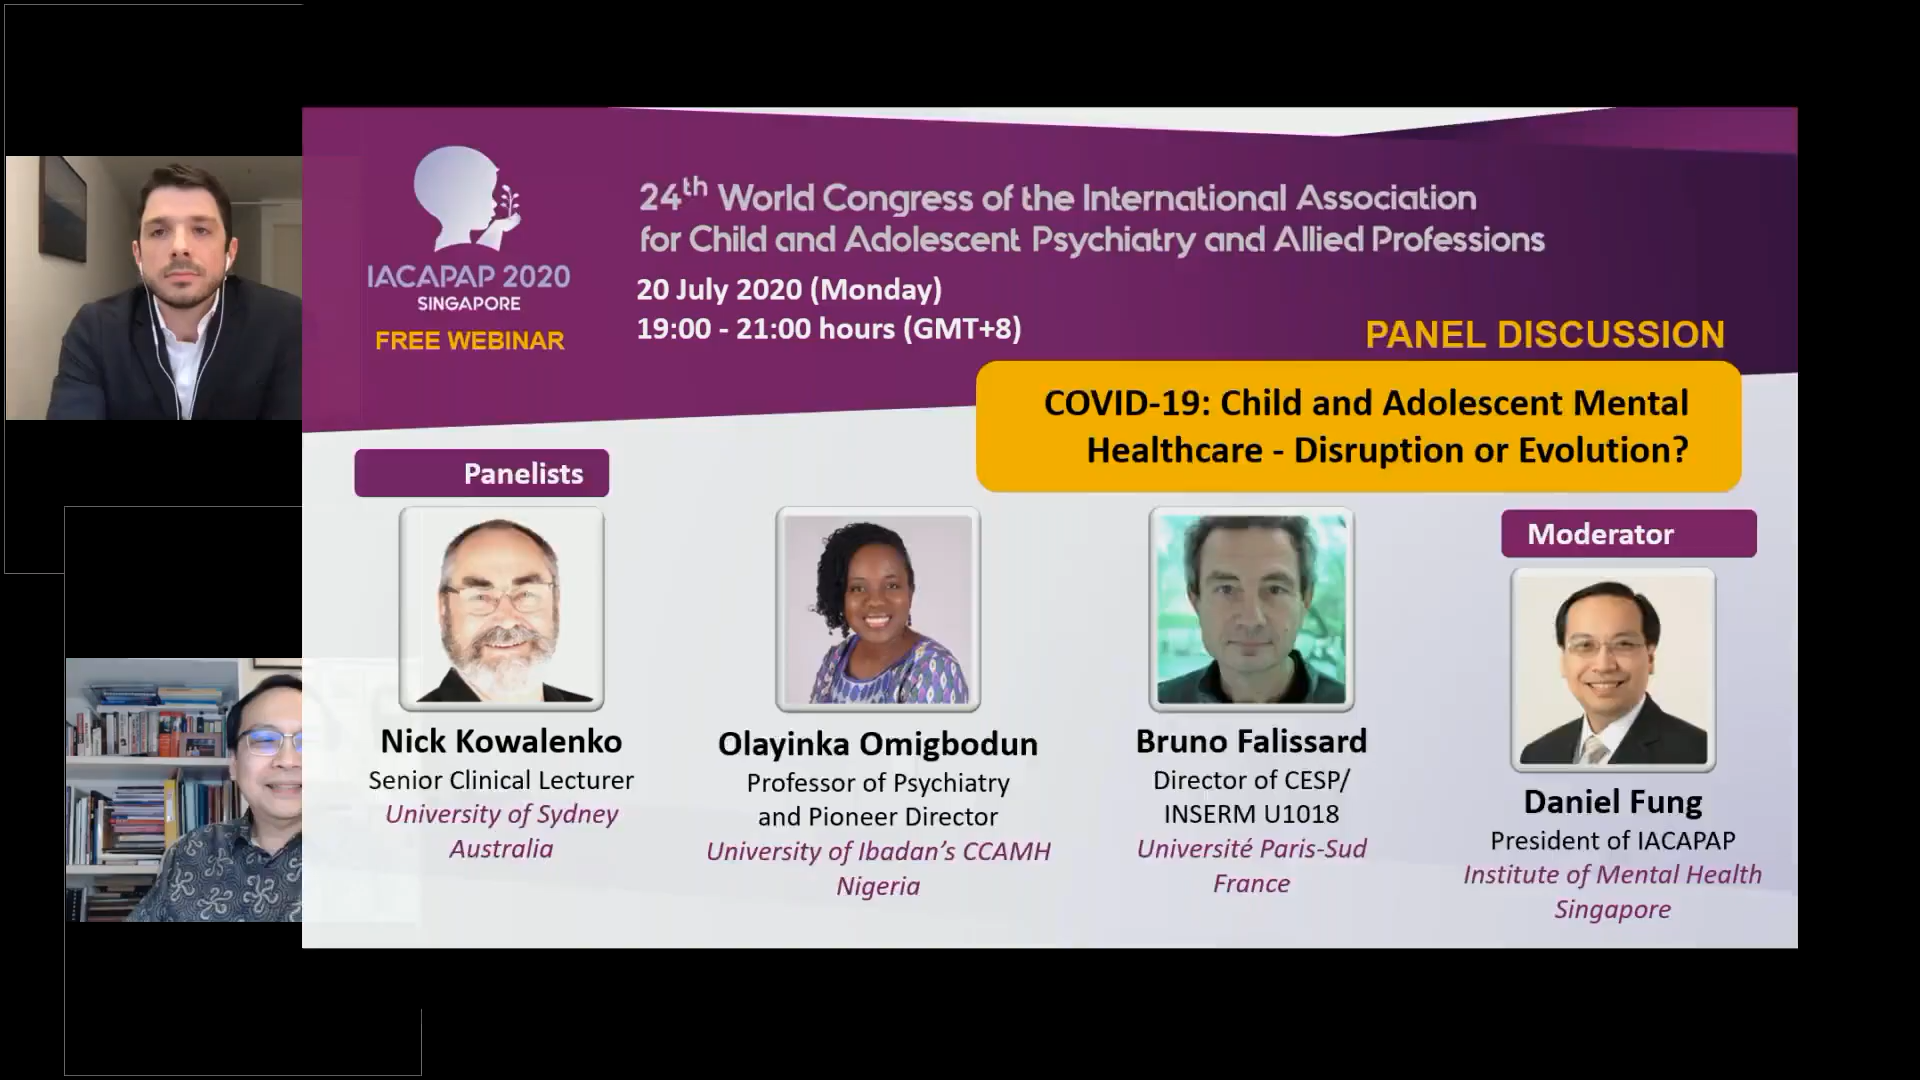 24th World Congress of the International Association
for Child and Adolescent Psychiatry and Allied Professions
IACAPAP 2020
SINGAPORE
FREE WEBINAR
20 July 2020 (Monday)
19:00 - 21:00 hours (GMT+8)
PANEL DISCUSSION
COVID-19: Child and Adolescent Mental
Healthcare - Disruption or Evolution?
Panelists
Nick Kowalenko
Senior Clinical Lecturer
University of Sydney
Australia
Olayinka Omigbodun
Professor of Psychiatry
and Pioneer Director
University of Ibadan’s CCAMH
Nigeria
Bruno Falissard
Director of CESP/
INSERM U1018
Université Paris-Sud
France
Moderator
Daniel Fung
President of IACAPAP
Institute of Mental Health
Singapore